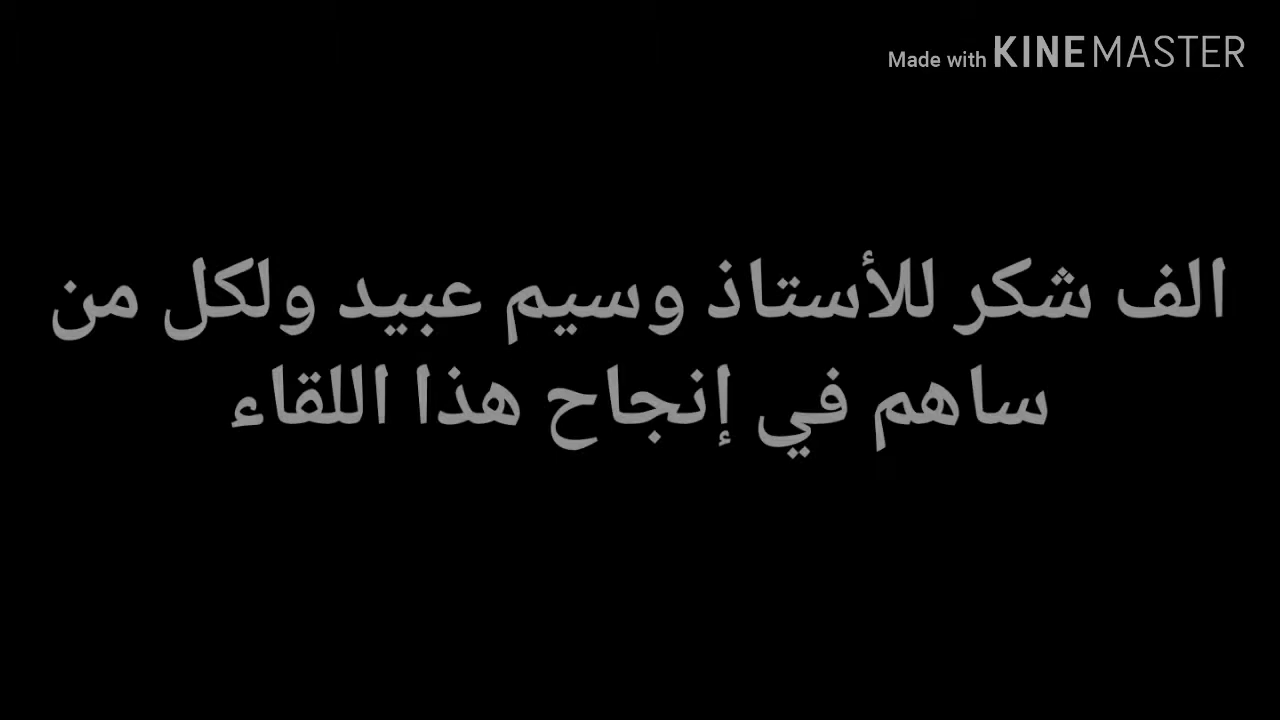 Made with KINEMASTER
الف شكر للأستاذ وسيم عبيد ولكل من
ساهم في إنجاح هذا اللقاء